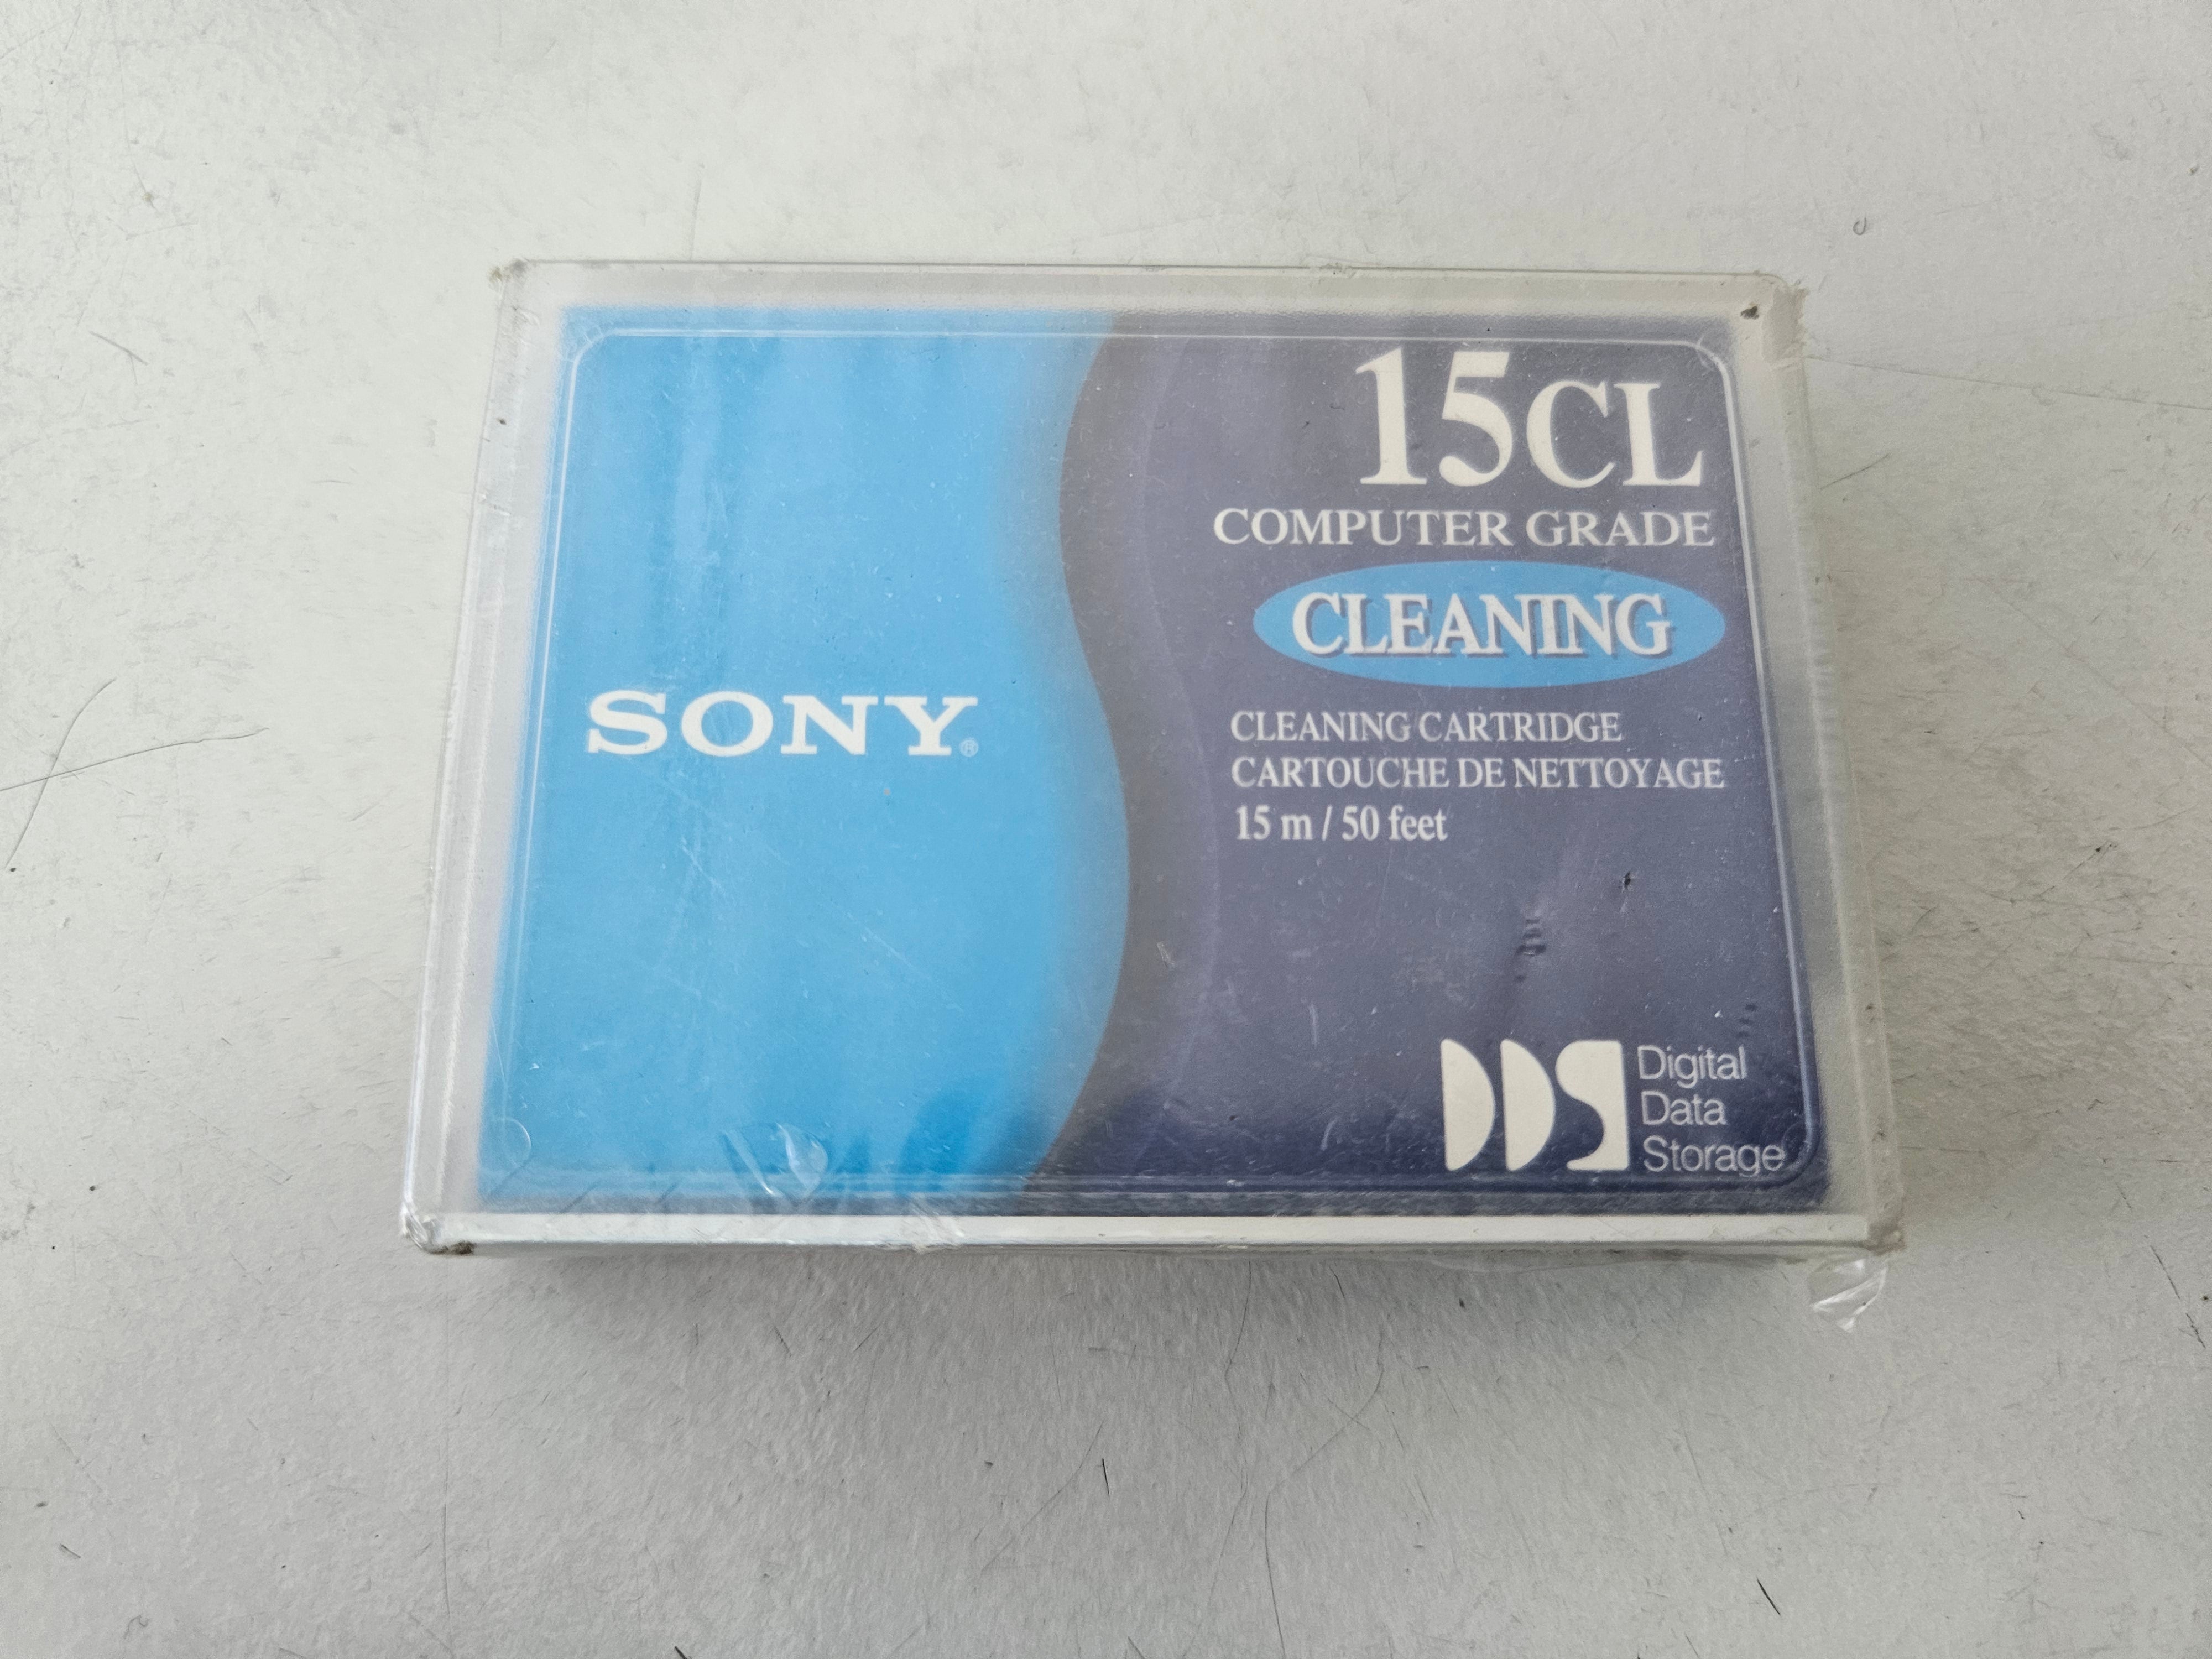 15CL
COMPUTER GRADE
CLEANING
SONY®
CLEANING CARTRIDGE
CARTOUCHE DE NETTOYAGE
15 m / 50 feet
DDS
Digital
Data
Storage